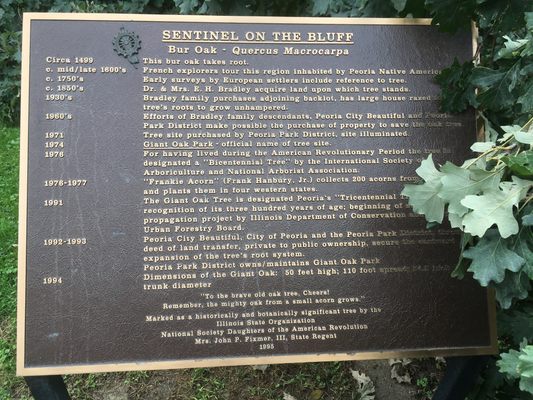 SENTINEL ON THE BLUFF
Bur Oak - Quercus Macrocarpa
Circa 1499 This bur oak takes root.
c. mid/late 1600's French explorers tour this region inhabited by Peoria Native
c. 1750's Early surveys by European settlers include reference to tree.
c. 1850's Dr. & Mrs. E. H. Bradley acquire land upon which tree stands.
1930's Bradley family purchases adjoining backlot, has large house razed
tree's roots to grow unhampered.
1960's Efforts of Bradley family descendants, Peoria City Beautiful and Peoria
Park District make possible the purchase of property to save the oak tree.
1971 Tree site purchased by Peoria Park District, site illuminated.
1974 Giant Oak Park - official name of tree site.
1976 For having lived during the American Revolutionary Period the tree is
designated a "Bicentennial Tree" by the International Society of
Arboriculture and National Arborist Association.
1976-1977 "Frankie Acorn" (Frank Hanbury, Jr.) collects 200 acorns from
and plants them in four western states.
1991 The Giant Oak Tree is designated Peoria's "Tricentennial
recognition of its three hundred years of age; beginning of
propagation project by Illinois Department of Conservation
Urban Forestry Board.
1992-1993 Peoria City Beautiful, City of Peoria and the Peoria Park District
deed of land transfer, private to public ownership, secure the
expansion of the tree's root system.
Peoria Park District owns/maintains Giant Oak Park
1994 Dimensions of the Giant Oak: 50 feet high; 110 foot spread;
trunk diameter
"To the brave old oak tree, Cheers!
Remember, the mighty oak from a small acorn grows."
Marked as a historically and botanically significant tree by the
Illinois State Organization
National Society Daughters of the American Revolution
Mrs. John P. Fixmer, III, State Regent
1995